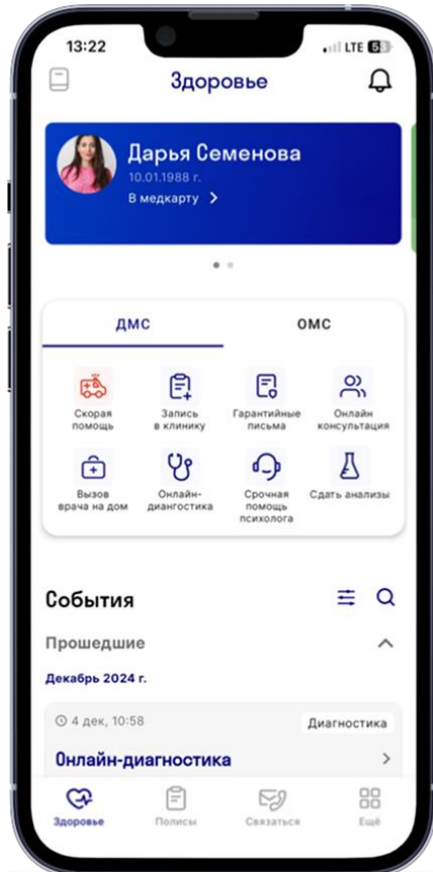 13:22
LTE 53
Здоровье
Дарья Семенова
10.01.1988 г.
В медкарту
ДМС
ОМС
Скорая
помощь
Запись
в клинику
Гарантийные
письма
Онлайн
консультация
Вызов
врача на дом
Онлайн-
диангостика
Срочная
помощь
психолога
Сдать анализы
События
Прошедшие
Декабрь 2024 г.
4 дек, 10:58
Диагностика
Онлайн-диагностика
Здоровье
Полисы
Связаться
Ещё